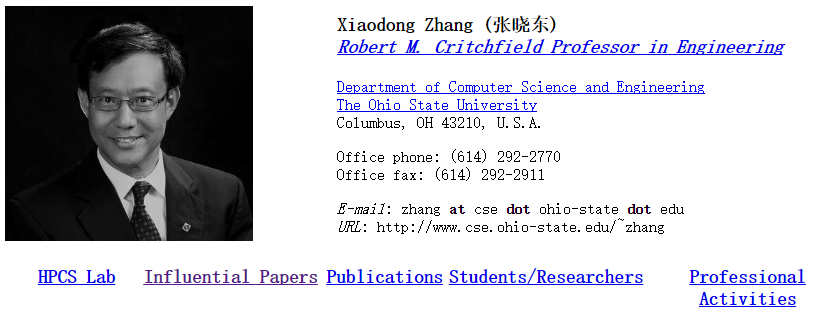 Xiaodong Zhang (张晓东)
Robert M. Critchfield Professor in Engineering
Department of Computer Science and Engineering
The Ohio State University
Columbus, OH 43210, U.S.A.
Office phone: (614) 292-2770
Office fax: (614) 292-2911
E-mail: zhang at cse dot ohio-state dot edu
URL: http://www.cse.ohio-state.edu/~zhang
HPCS Lab Influential Papers Publications Students/Researchers Professional
Activities